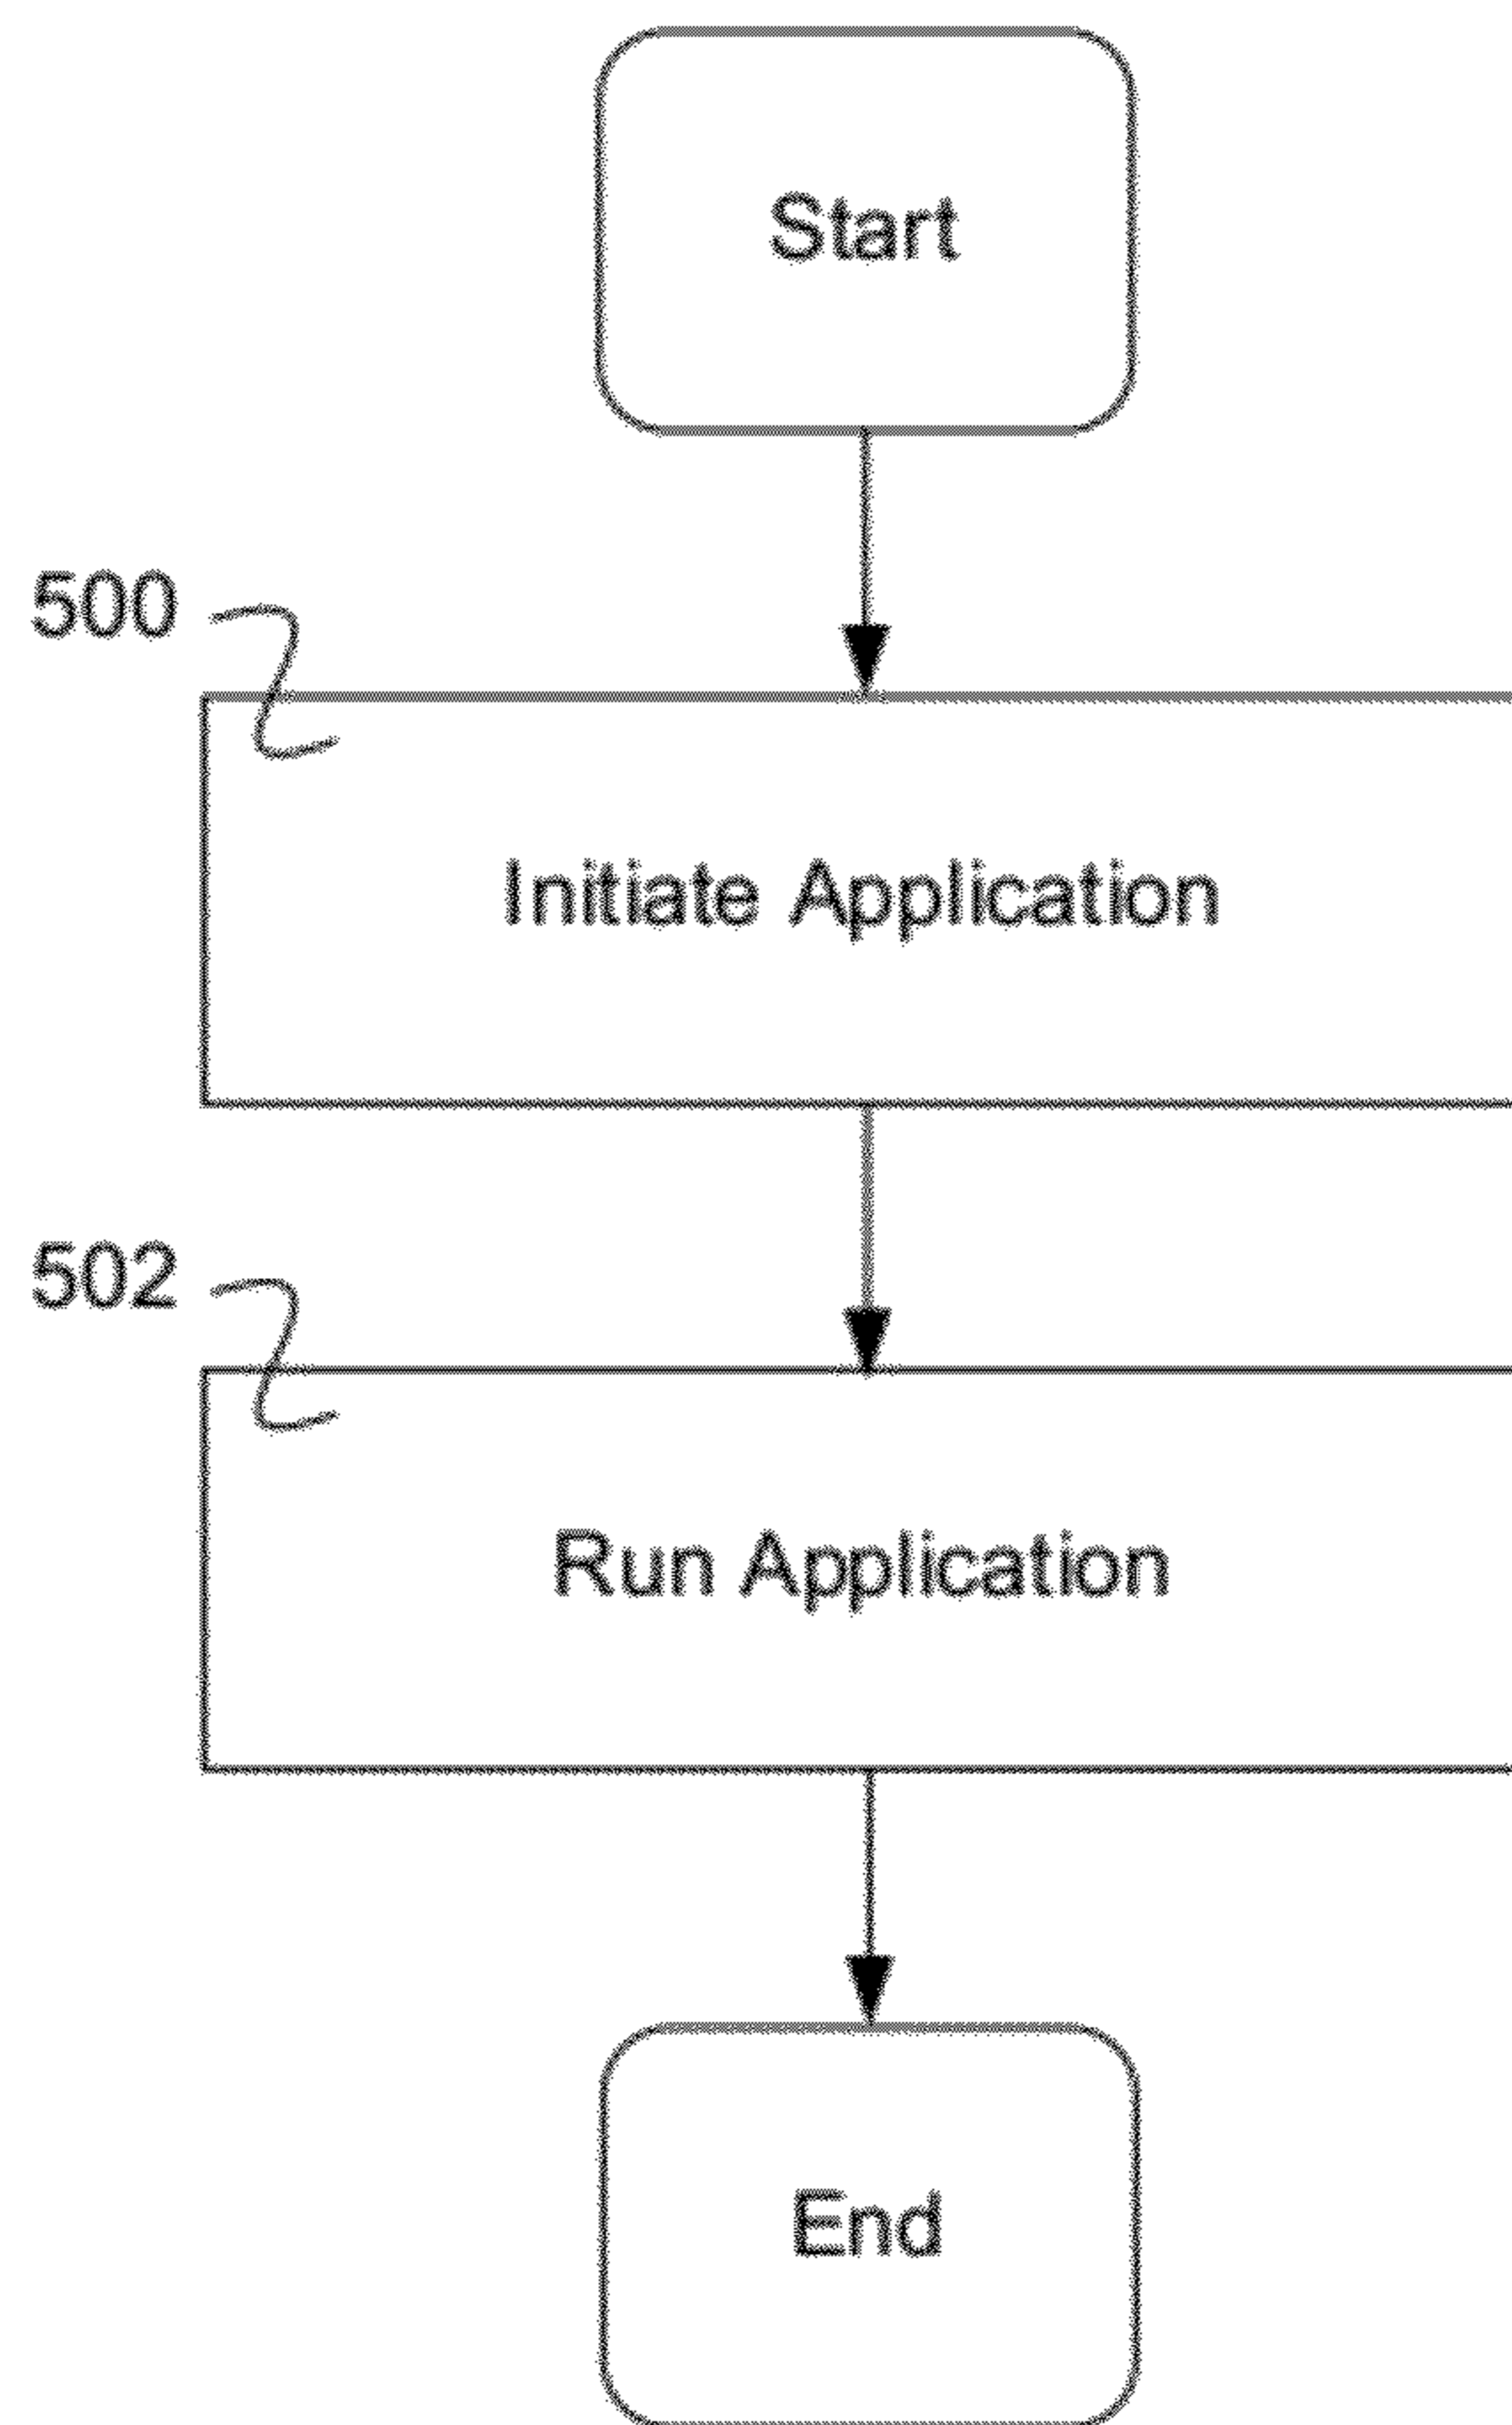 Start
500
Initiate Application
502
Run Application
End